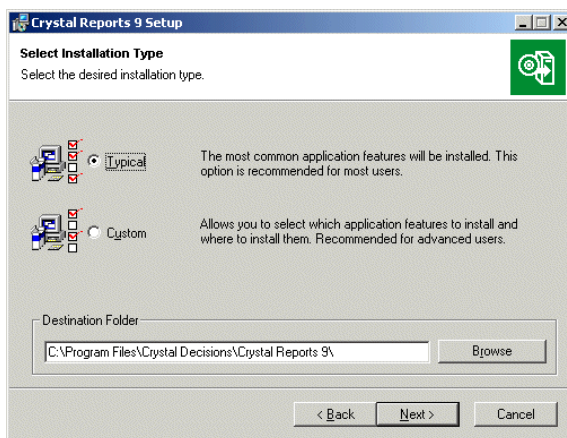 Crystal Reports 9 Setup
Select Installation Type
Select the desired installation type.
Typical
The most common application features will be installed. This
option is recommended for most users.
Custom
Allows you to select which application features to install and
where to install them. Recommended for advanced users.
Destination Folder
C:\Program Files\Crystal Decisions\Crystal Reports 9\
Browse
< Back
Next >
Cancel